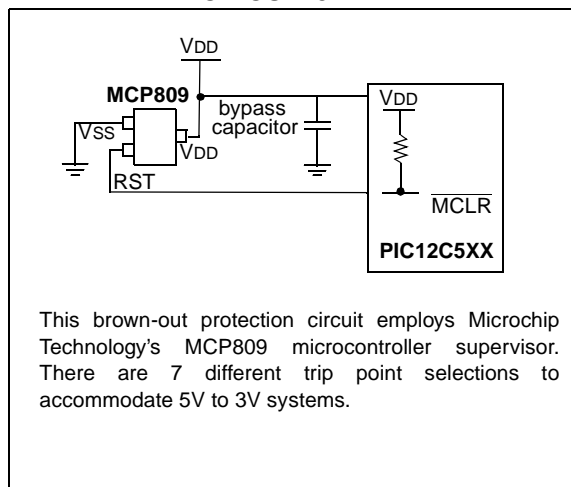 VDD
MCP809
VDD
bypass
capacitor
VSS
VDD
RST
MCLR
PIC12C5XX
This brown-out protection circuit employs Microchip
Technology's MCP809 microcontroller supervisor.
There are 7 different trip point selections to
accommodate 5V to 3V systems.